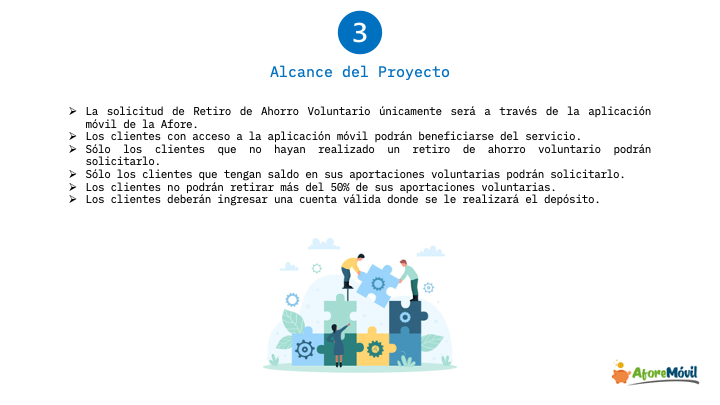 3
Alcance del Proyecto
➢ La solicitud de Retiro de Ahorro Voluntario únicamente será a través de la aplicación
móvil de la Afore.
➢ Los clientes con acceso a la aplicación móvil podrán beneficiarse del servicio.
➢ Sólo los clientes que no hayan realizado un retiro de ahorro voluntario podrán
solicitarlo.
➢ Sólo los clientes que tengan saldo en sus aportaciones voluntarias podrán solicitarlo.
➢ Los clientes no podrán retirar más del 50% de sus aportaciones voluntarias.
➢ Los clientes deberán ingresar una cuenta válida donde se le realizará el depósito.
AforeMóvil